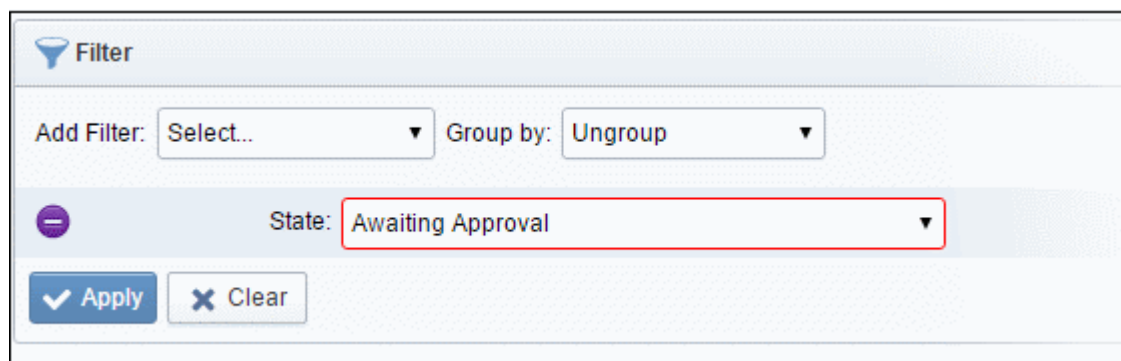 Filter
Add Filter: Select... Group by: Ungroup
State: Awaiting Approval
Apply Clear